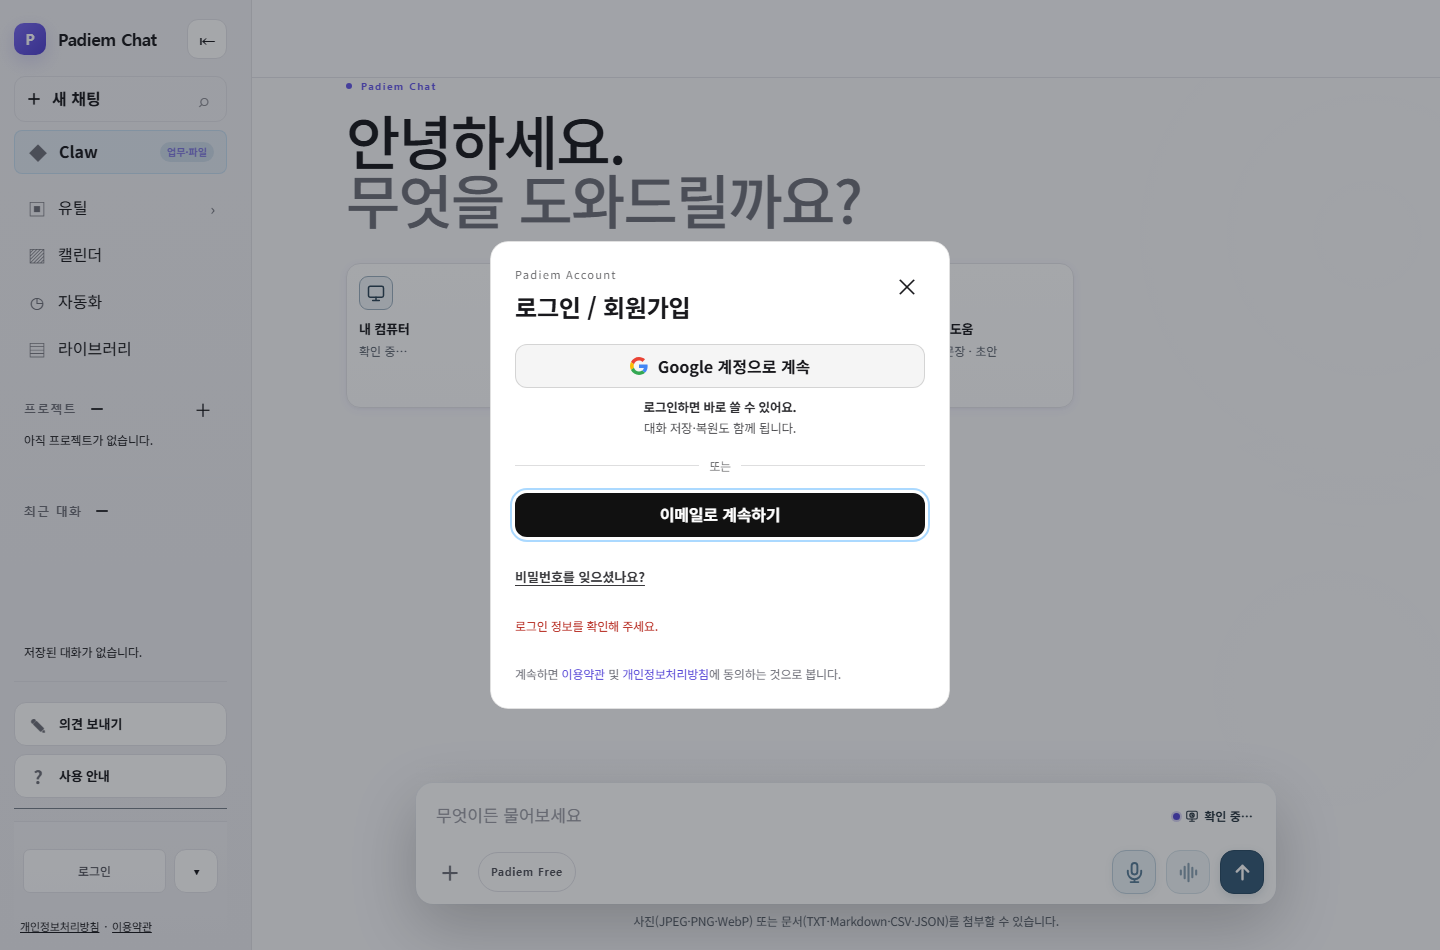 P Padiem Chat
새 채팅
Claw 업무·파일
유틸
캘린더
자동화
라이브러리
프로젝트
아직 프로젝트가 없습니다.
최근 대화
저장된 대화가 없습니다.
의견 보내기
? 사용 안내
로그인
개인정보처리방침 · 이용약관
Padiem Chat
안녕하세요.
무엇을 도와드릴까요?
내 컴퓨터
확인 중…
도움
문장 · 초안
Padiem Account
로그인 / 회원가입
Google 계정으로 계속
로그인하면 바로 쓸 수 있어요.
대화 저장·복원도 함께 됩니다.
또는
이메일로 계속하기
비밀번호를 잊으셨나요?
로그인 정보를 확인해 주세요.
계속하면 이용약관 및 개인정보처리방침에 동의하는 것으로 봅니다.
무엇이든 물어보세요
확인 중…
Padiem Free
사진(JPEG·PNG·WebP) 또는 문서(TXT·Markdown·CSV·JSON)를 첨부할 수 있습니다.